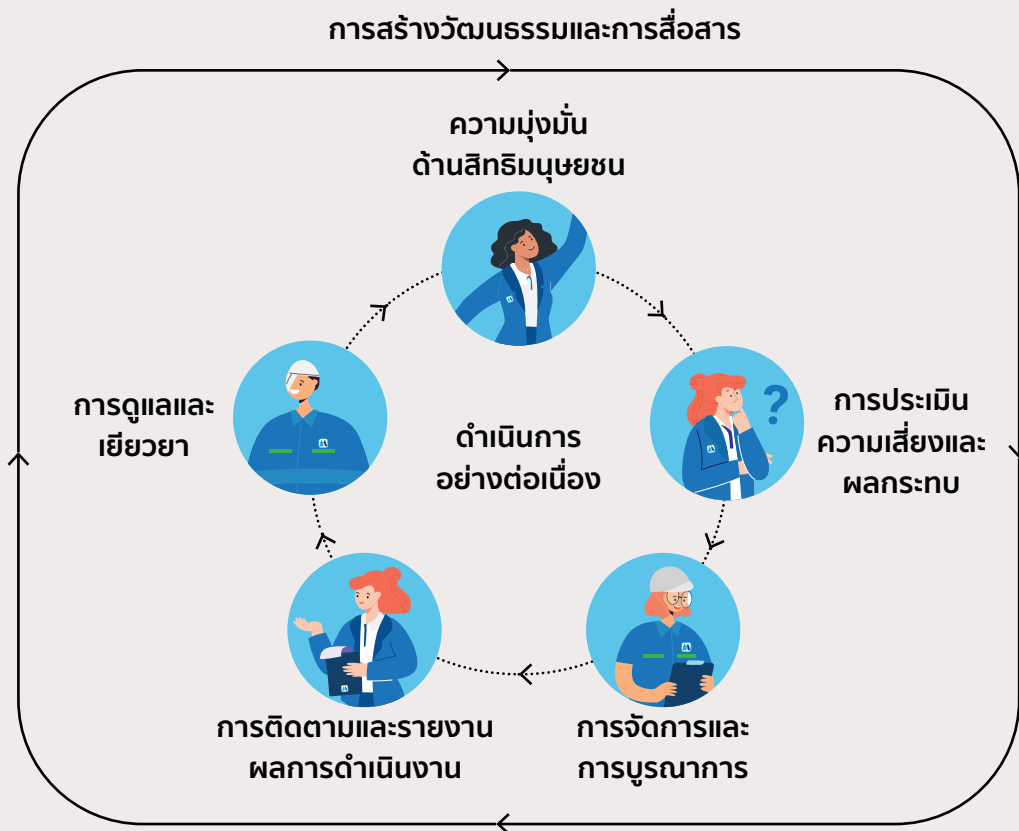 การสร้างวัฒนธรรมและการสื่อสาร
ความมุ่งมั่น
ด้านสิทธิมนุษยชน
การประเมิน
ความเสี่ยงและ
ผลกระทบ
?
การจัดการและ
การบูรณาการ
การติดตามและรายงาน
ผลการดำเนินงาน
การดูแลและ
เยียวยา
ดำเนินการ
อย่างต่อเนื่อง